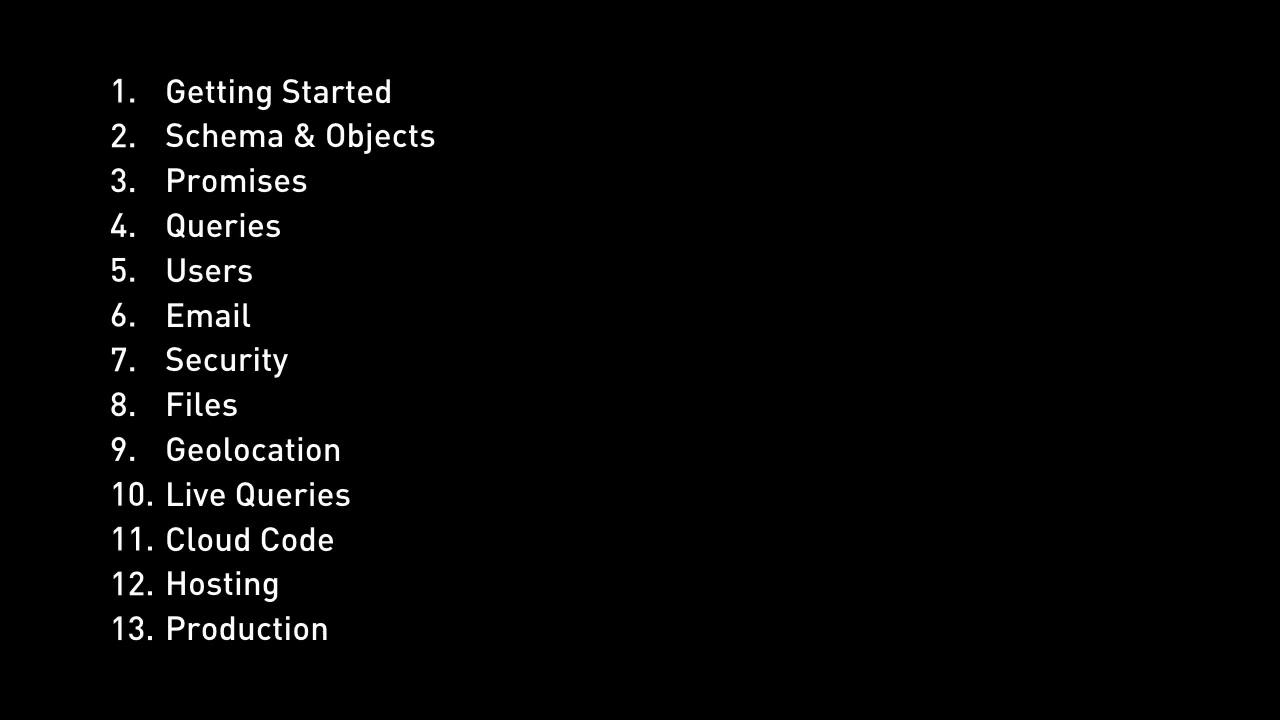 1. Getting Started
2. Schema & Objects
3. Promises
4. Queries
5. Users
6. Email
7. Security
8. Files
9. Geolocation
10. Live Queries
11. Cloud Code
12. Hosting
13. Production